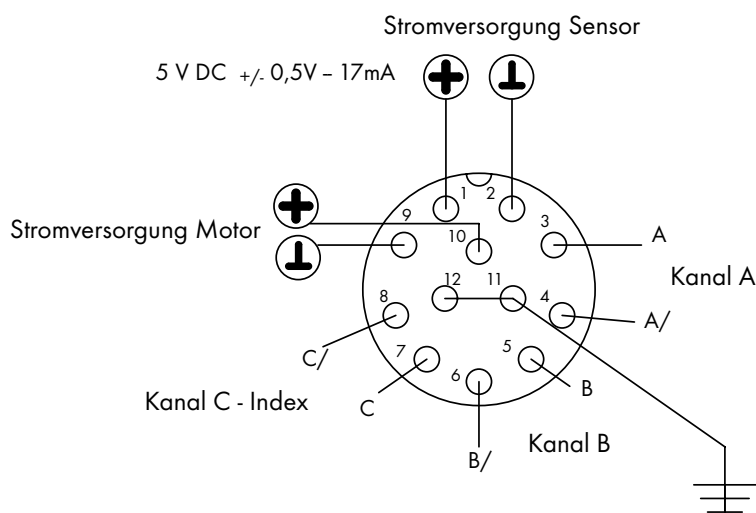 Stromversorgung Sensor
5 V DC +/- 0,5V – 17mA
1
2
9
3
Stromversorgung Motor
10
A
Kanal A
12
11
8
4
A/
C/
7
5
6
B
Kanal C - Index
C
Kanal B
B/